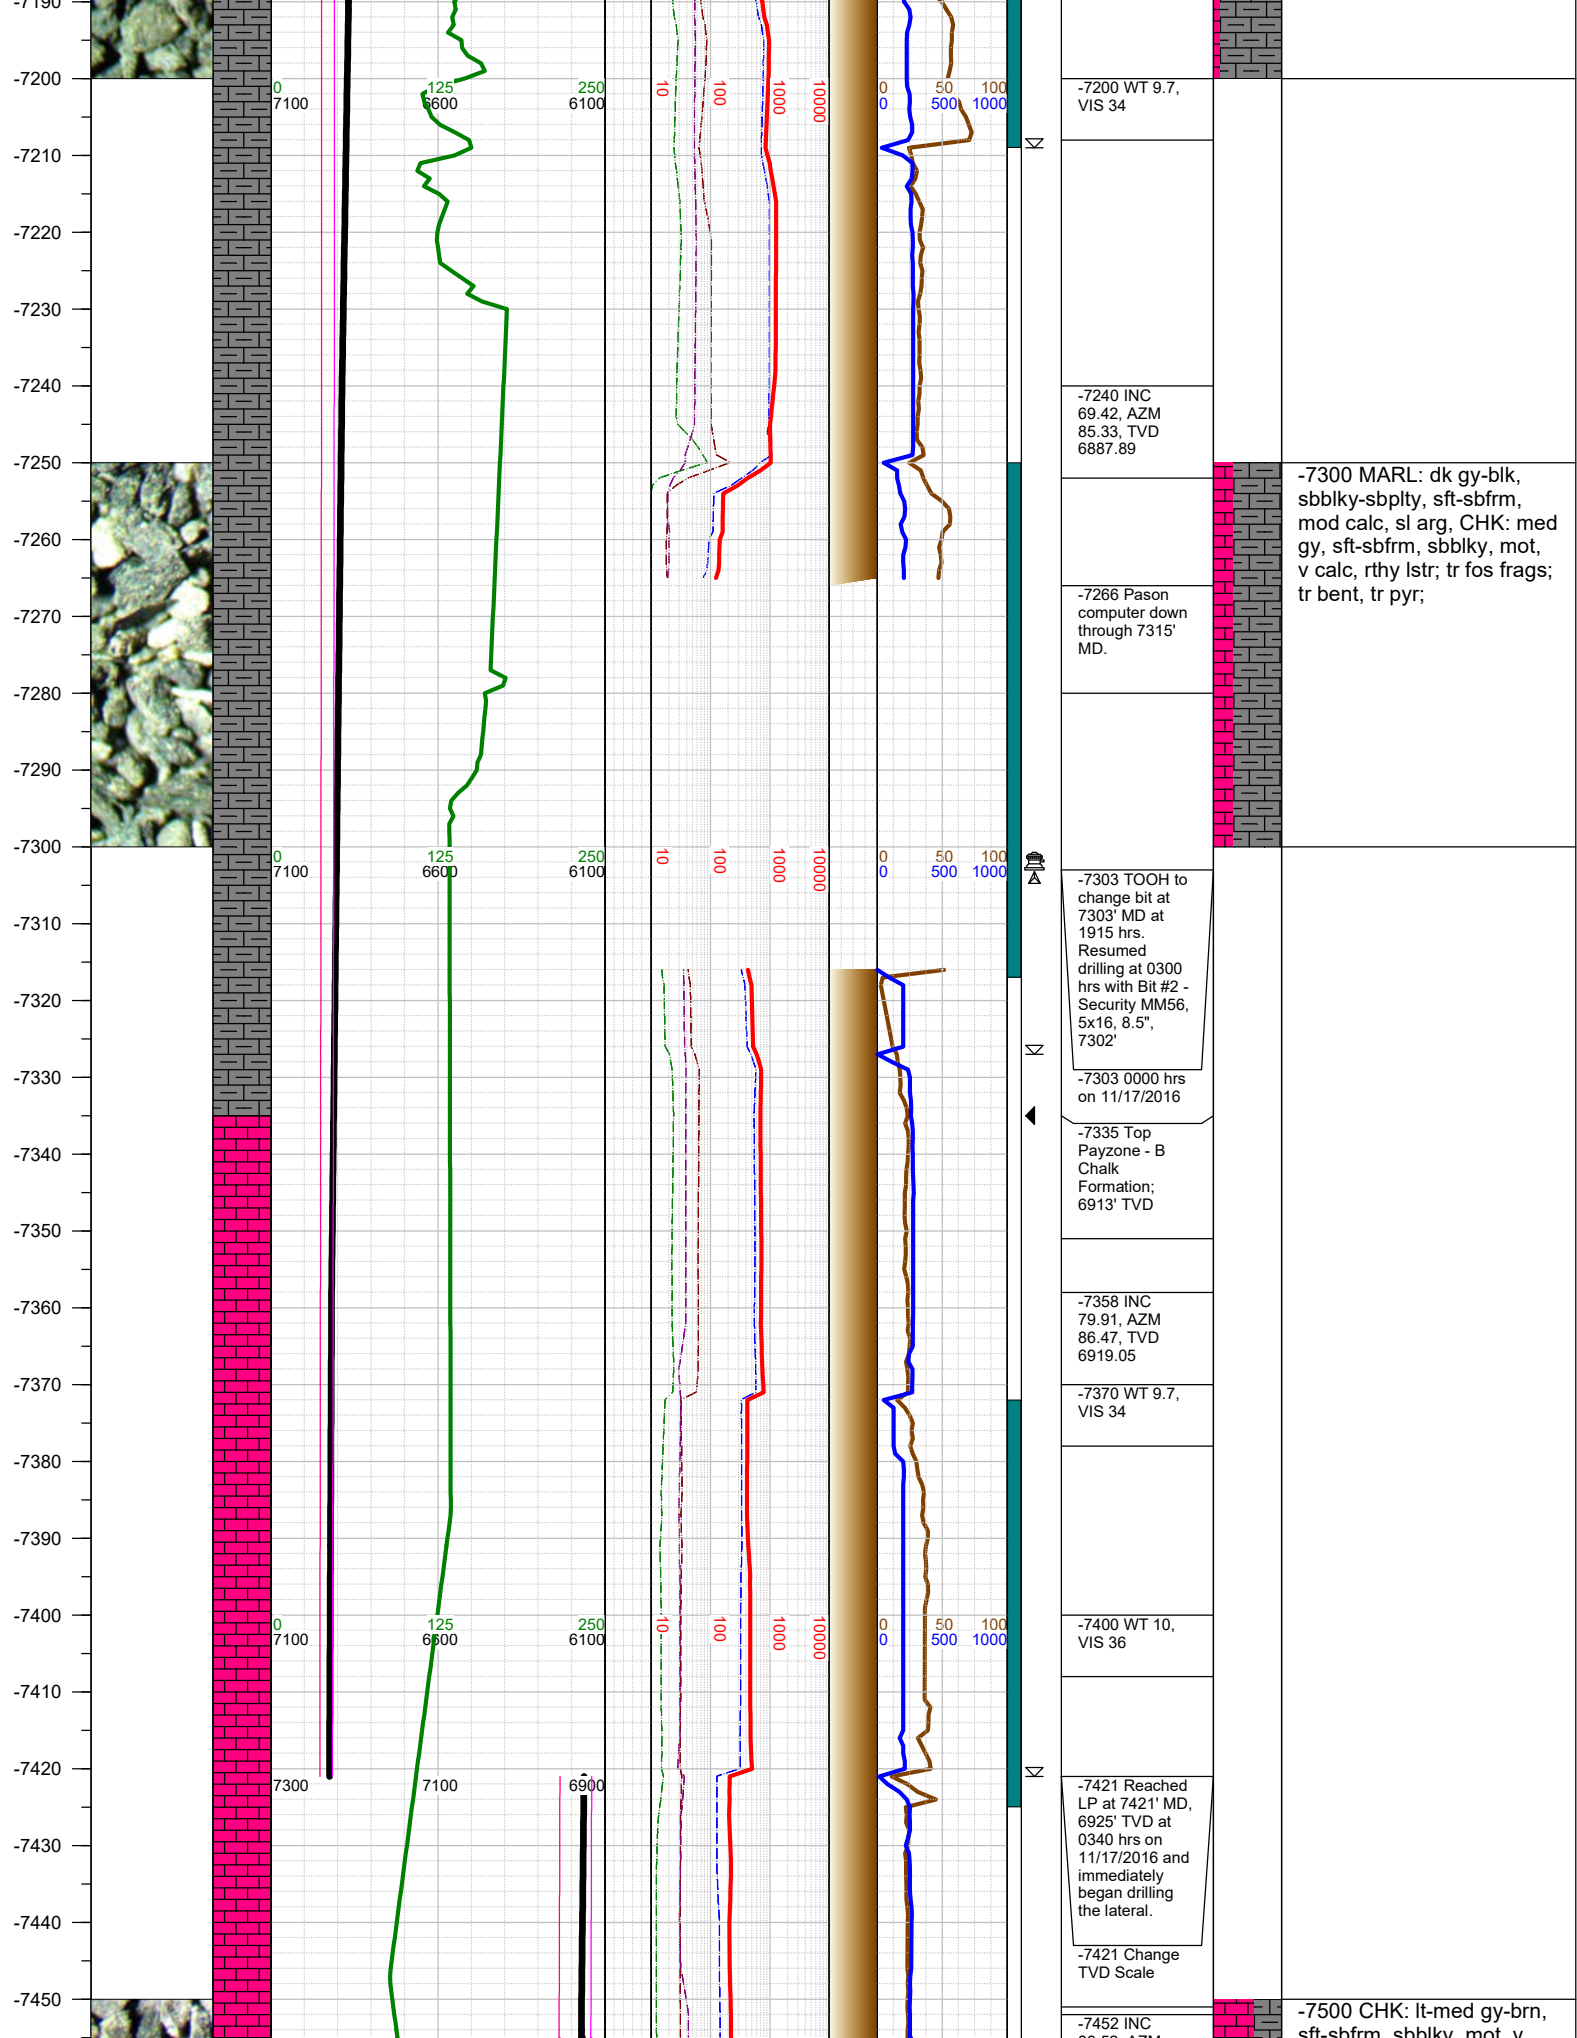 -7190
-7200
-7210
-7220
-7230
-7240
-7250
-7260
-7270
-7280
-7290
-7300
-7310
-7320
-7330
-7340
-7350
-7360
-7370
-7380
-7390
-7400
-7410
-7420
-7430
-7440
-7450
0 125 250
7100 6600 6100
10 100 1000 10000
50 100
0 500 1000
0 125 250
7100 6600 6100
10 100 1000 10000
0 50 100
0 500 1000
0 125 250
7100 6600 6100
10 100 1000 10000
0 50 100
0 500 1000
7300 7100 6900
-7200 WT 9.7,
VIS 34
-7240 INC
69.42, AZM
85.33, TVD
6887.89
-7266 Pason
computer down
through 7315'
MD.
-7303 TOOH to
change bit at
7303' MD at
1915 hrs.
Resumed
drilling at 0300
hrs with Bit #2 -
Security MM56,
5x16, 8.5",
7302'
-7303 0000 hrs
on 11/17/2016
-7335 Top
Payzone - B
Chalk
Formation;
6913' TVD
-7358 INC
79.91, AZM
86.47, TVD
6919.05
-7370 WT 9.7,
VIS 34
-7400 WT 10,
VIS 36
-7421 Reached
LP at 7421' MD,
6925' TVD at
0340 hrs on
11/17/2016 and
immediately
began drilling
the lateral.
-7421 Change
TVD Scale
-7452 INC
-7300 MARL: dk gy-blk,
sbblky-sbplty, sft-sbfrm,
mod calc, sl arg, CHK: med
gy, sft-sbfrm, sbblky, mot,
v calc, rthy lstr; tr fos frags;
tr bent, tr pyr;
-7500 CHK: lt-med gy-brn,
sft-sbfrm, sbblky, mot, v